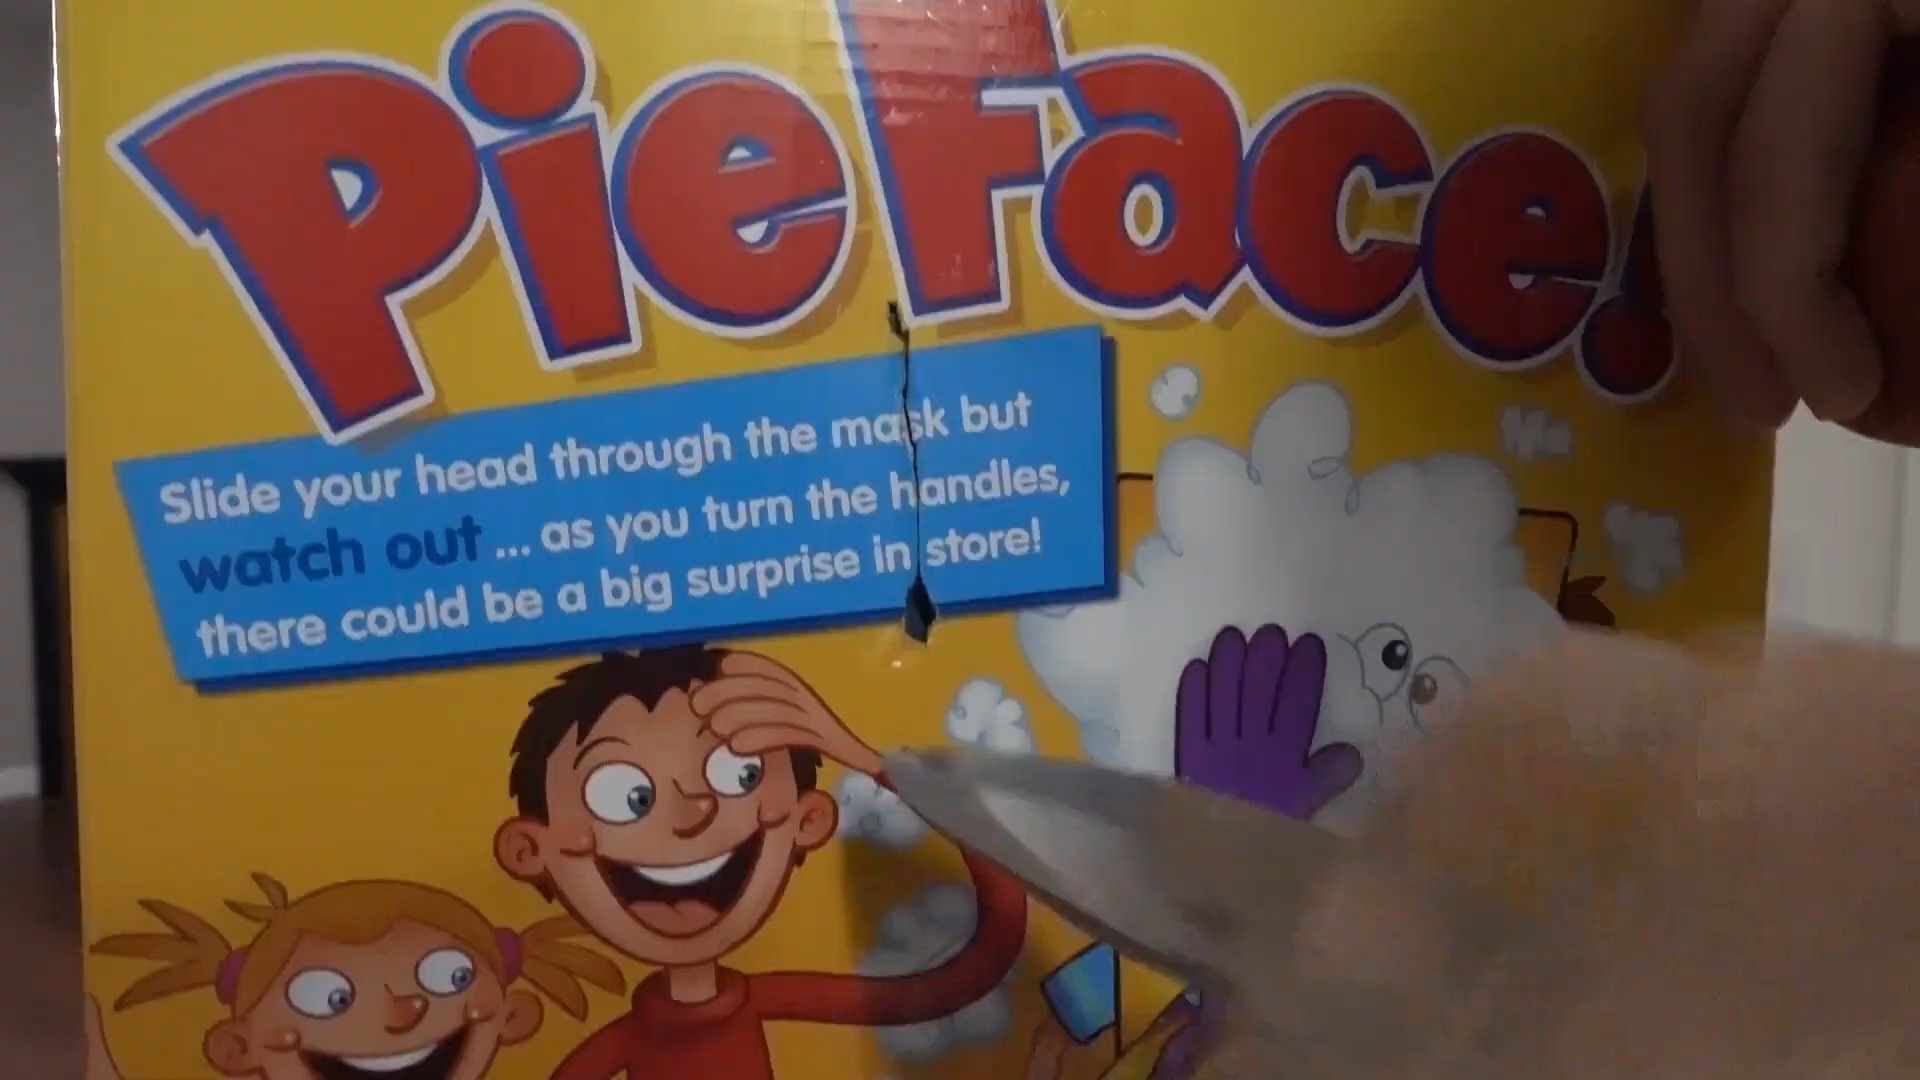 Pie Face!
Slide your head through the mask but
watch out ... as you turn the handles,
there could be a big surprise in store!